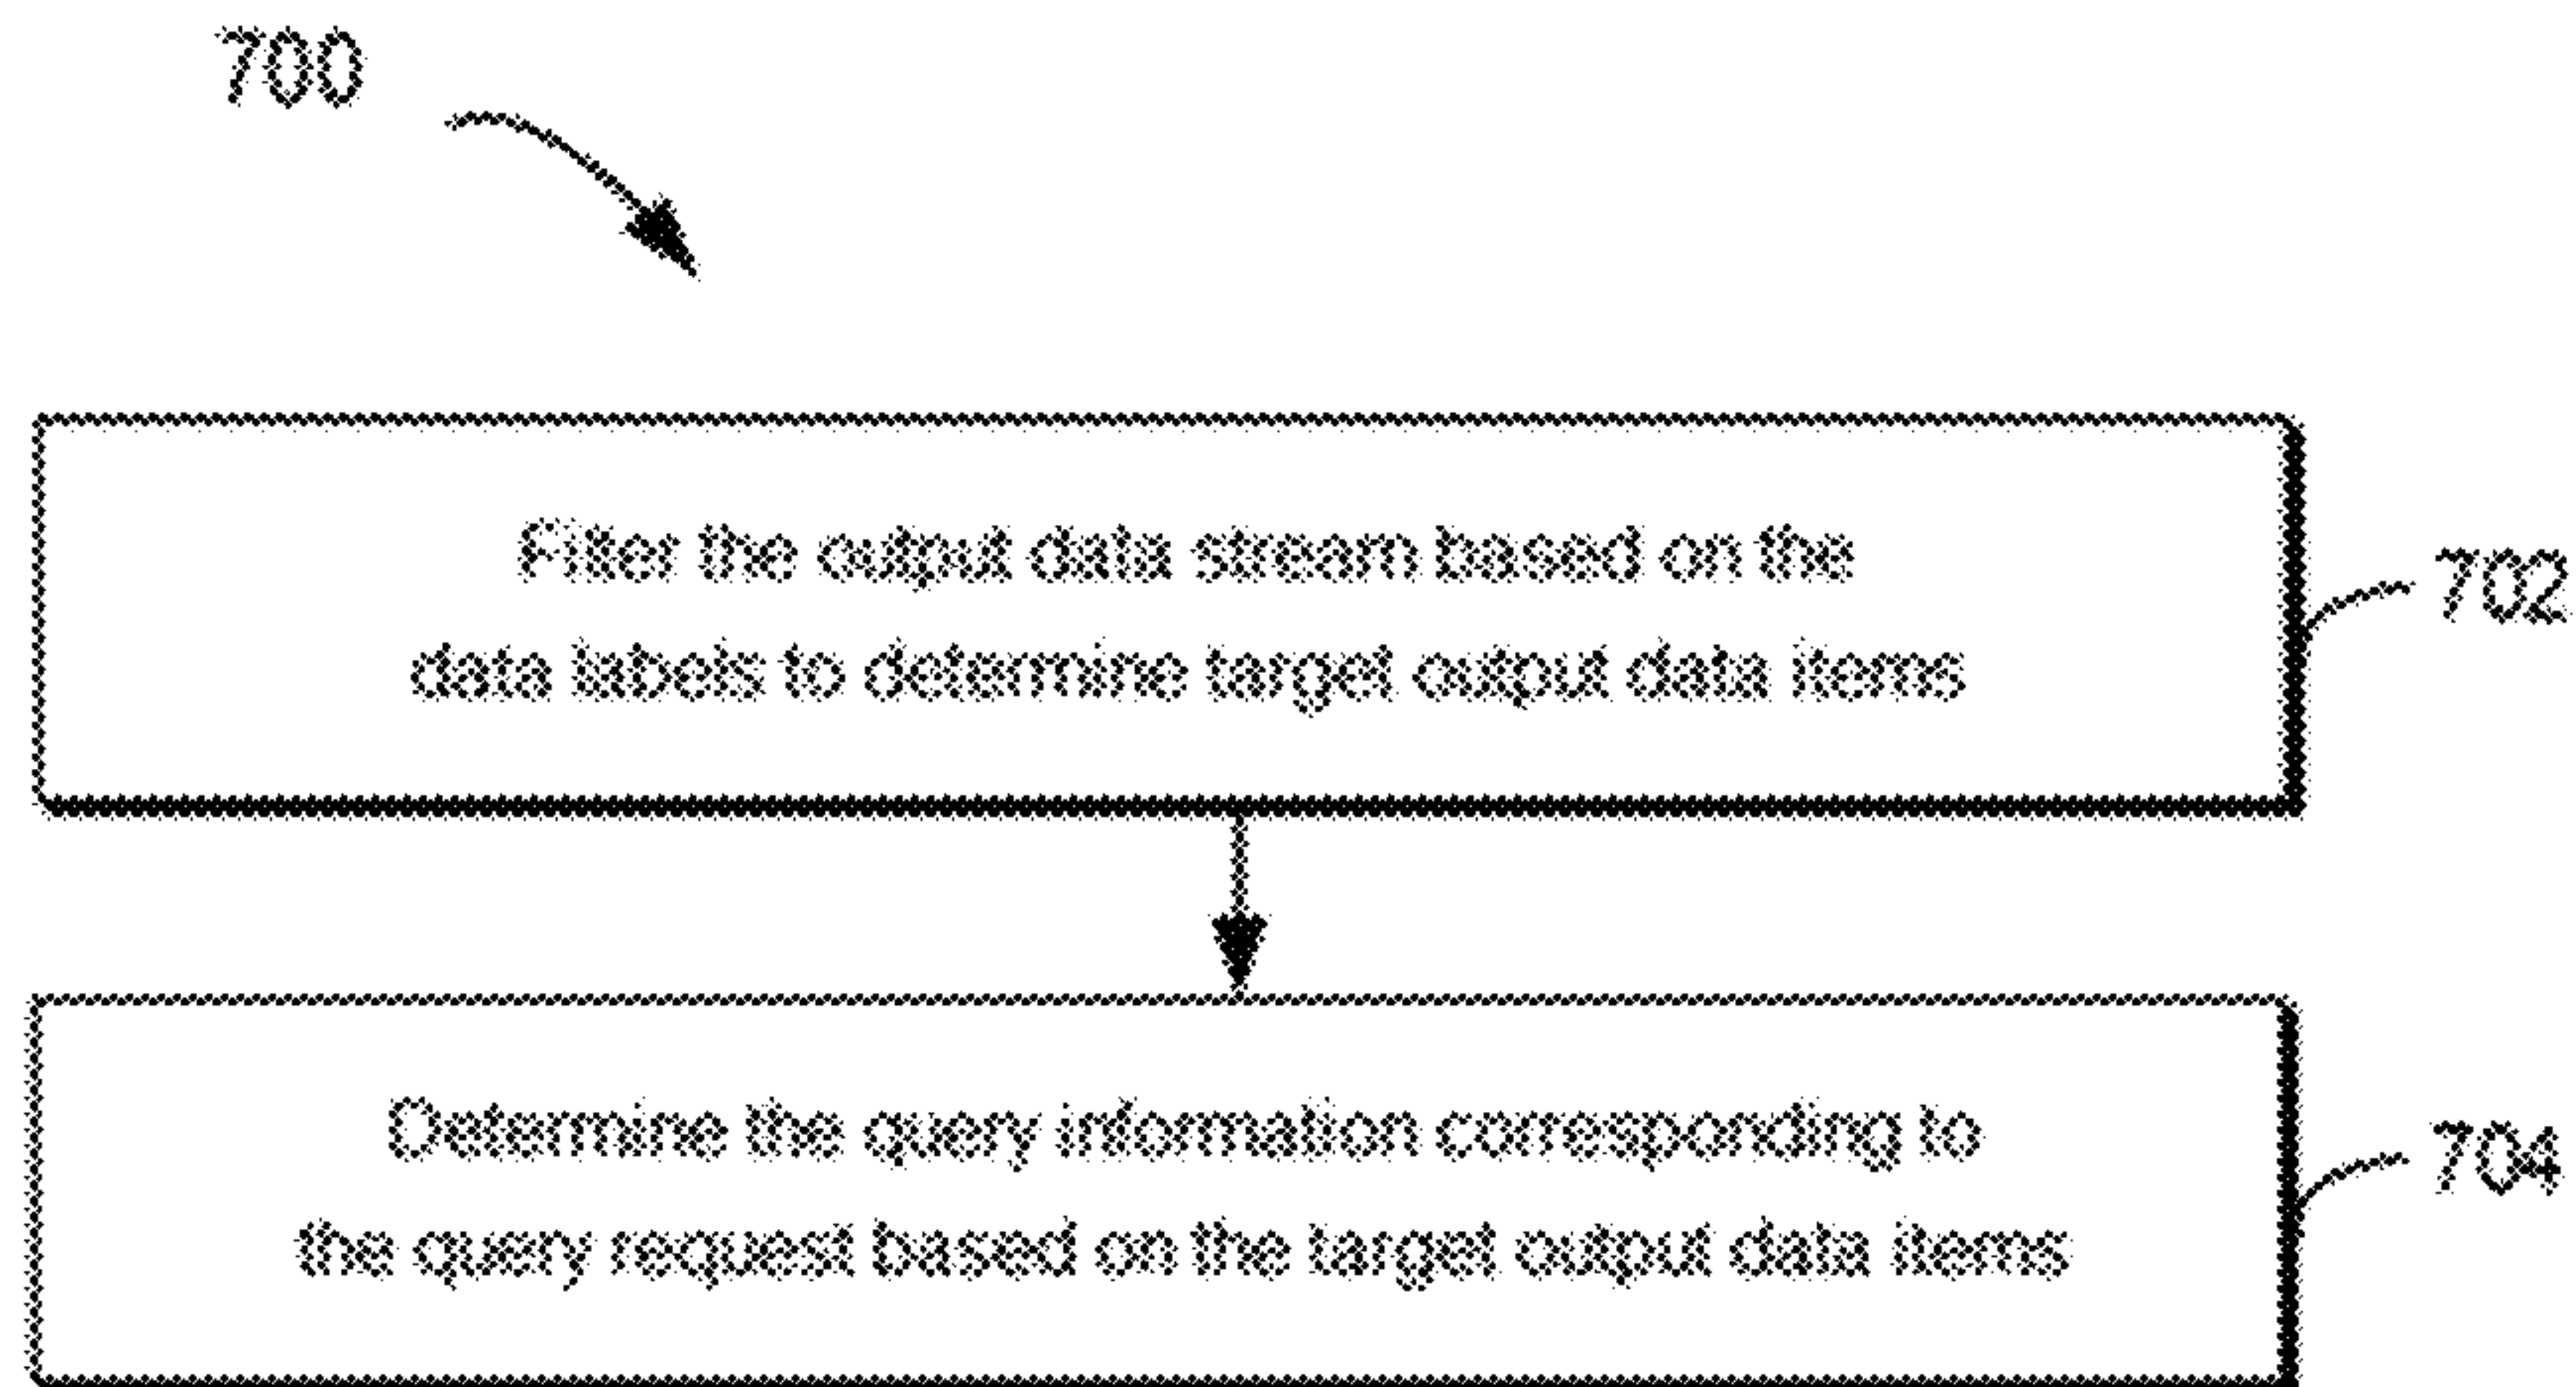 700
Filter the output data stream based on the
data labels to determine target output data items
702
Determine the query information corresponding to
the query request based on the target output data items
704